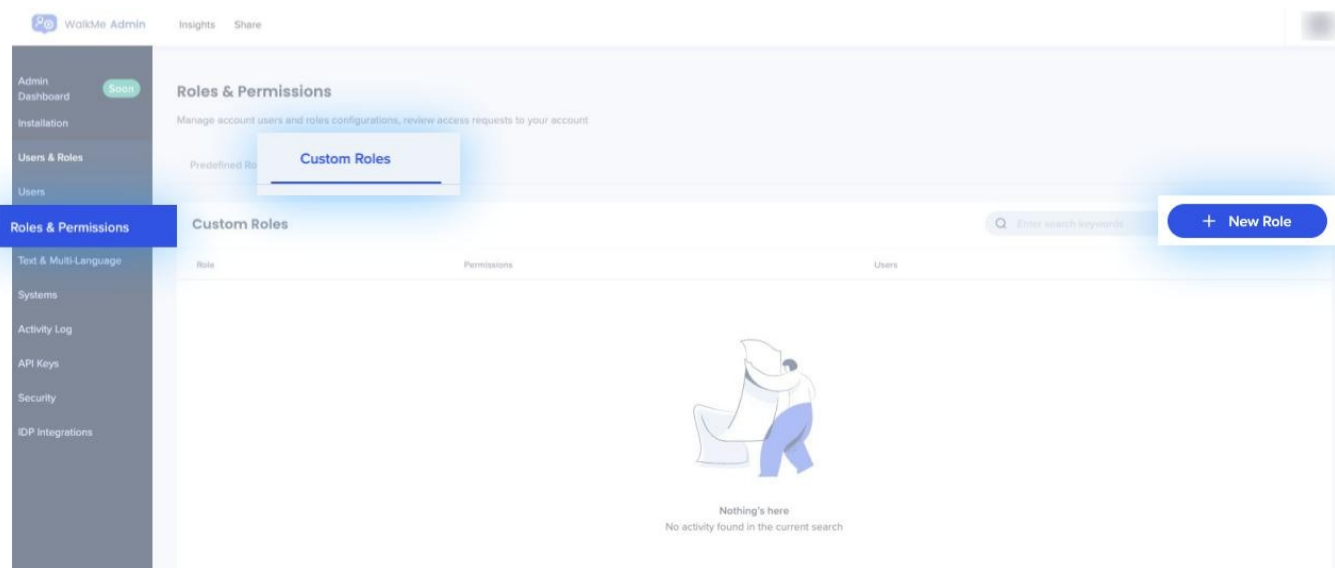 WalkMe Admin
Insights
Share
Admin
Dashboard
Soon
Installation
Users & Roles
Users
Roles & Permissions
Text & Multi-Language
Systems
Activity Log
API Keys
Security
IDP Integrations
Roles & Permissions
Manage account users and roles configurations, review access requests to your account
Predefined Ro
Custom Roles
Custom Roles
Enter search keywords
+ New Role
Role
Permissions
Users
Nothing's here
No activity found in the current search